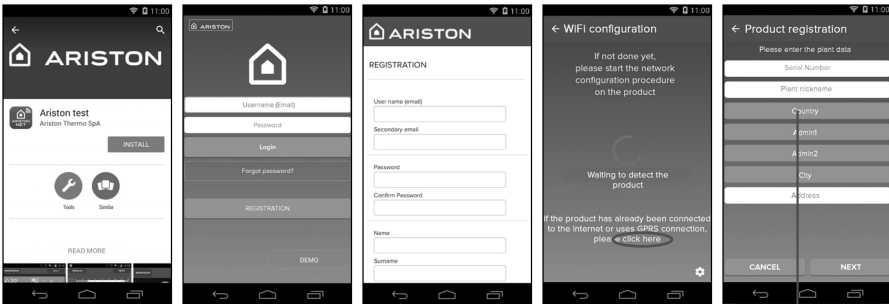 11:00
ARISTON
ARISTON
NET
Ariston test
Ariston Thermo SpA
INSTALL
Tools
Similar
READ MORE
11:00
ARISTON
Username (Email)
Password
Login
Forgot password?
REGISTRATION
DEMO
11:00
ARISTON
REGISTRATION
User name (email)
Secondary email
Password
Confirm Password
Name
Surname
11:00
WiFi configuration
If not done yet,
please start the network
configuration procedure
on the product
Waiting to detect the
product
If the product has already been connected
to the Internet or uses GPRS connection,
please click here
11:00
Product registration
Please enter the plant data
Serial Number
Plant nickname
Country
Admin1
Admin2
City
Address
CANCEL
NEXT